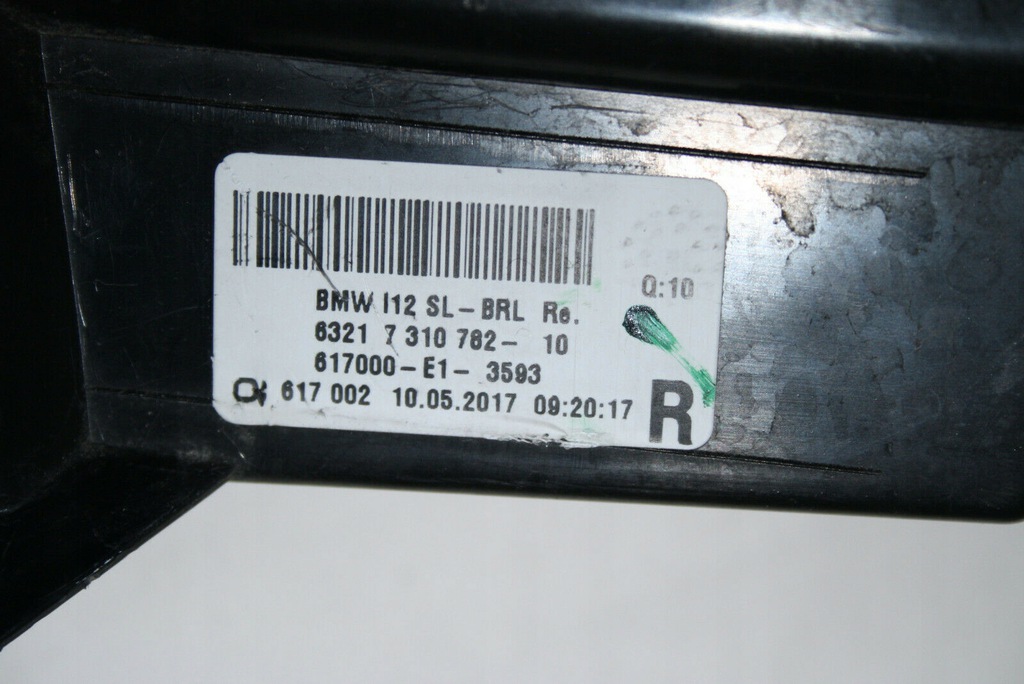 Q:10
BMW I12 SL-BRL Re.
6321 7 310 782- 10
617000-E1- 3593
617 002 10.05.2017 09:20:17
R